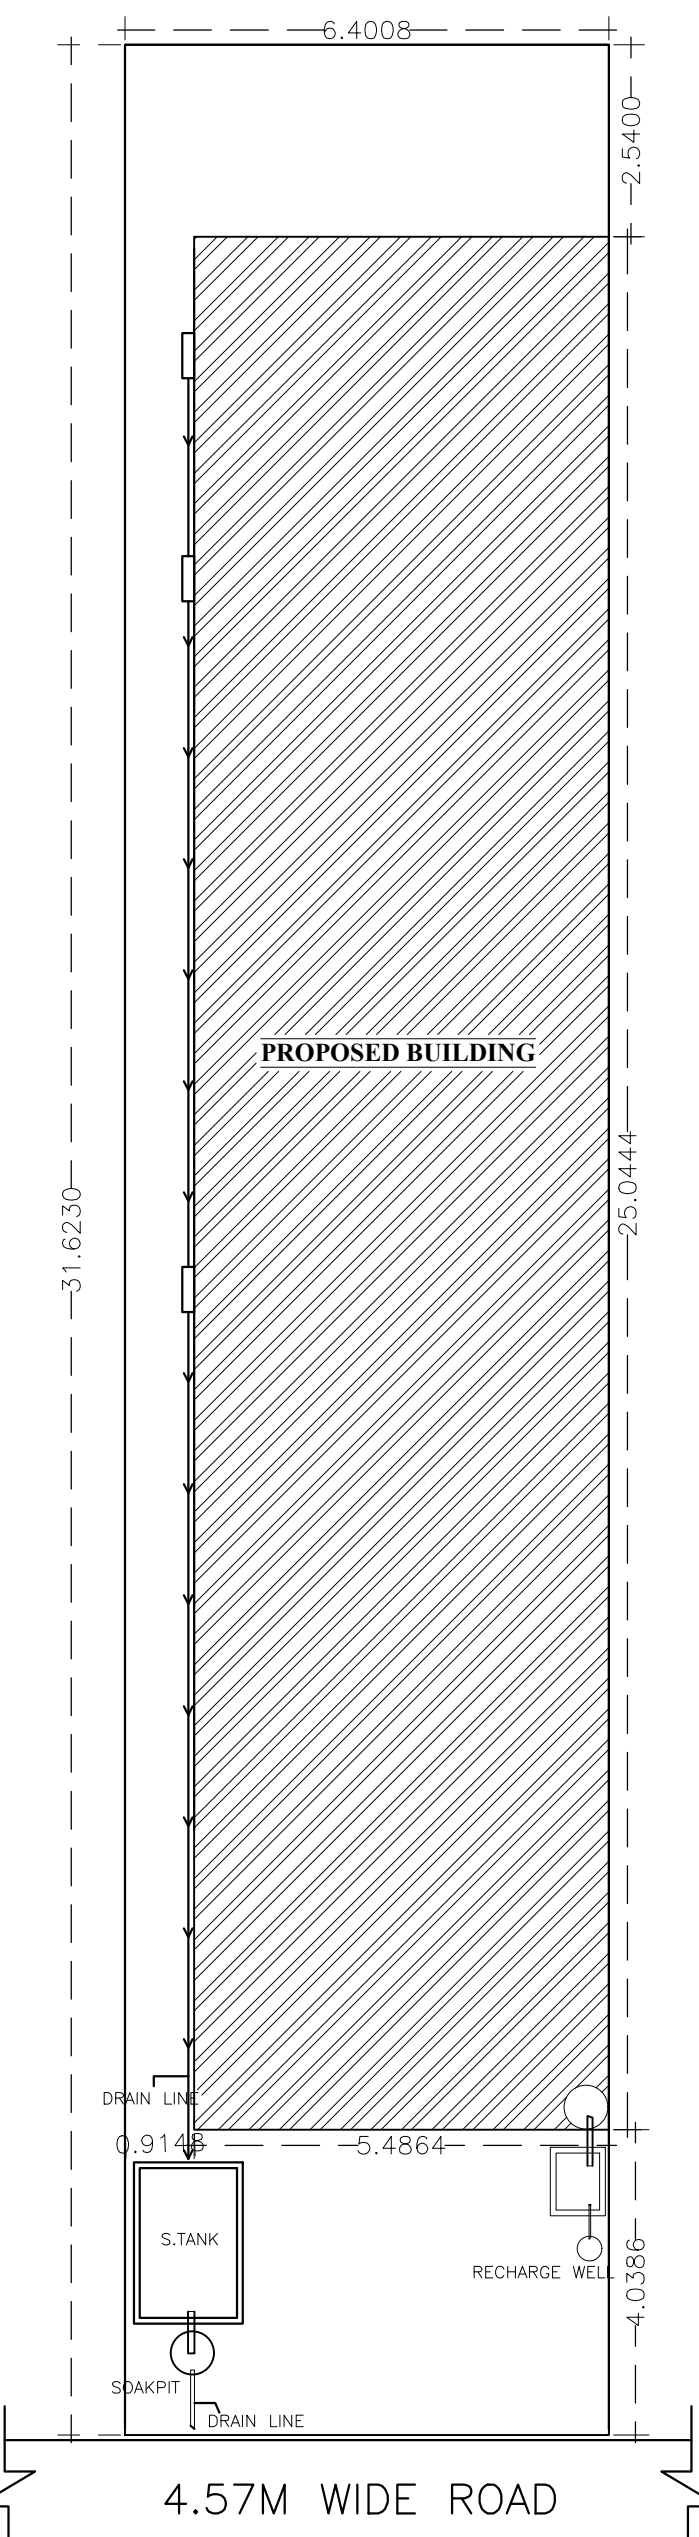 6.4008
2.5400
PROPOSED BUILDING
31.6230
25.0444
DRAIN LINE
0.9148
5.4864
S.TANK
RECHARGE WELL
4.0386
SOAKPIT
DRAIN LINE
4.57M WIDE ROAD